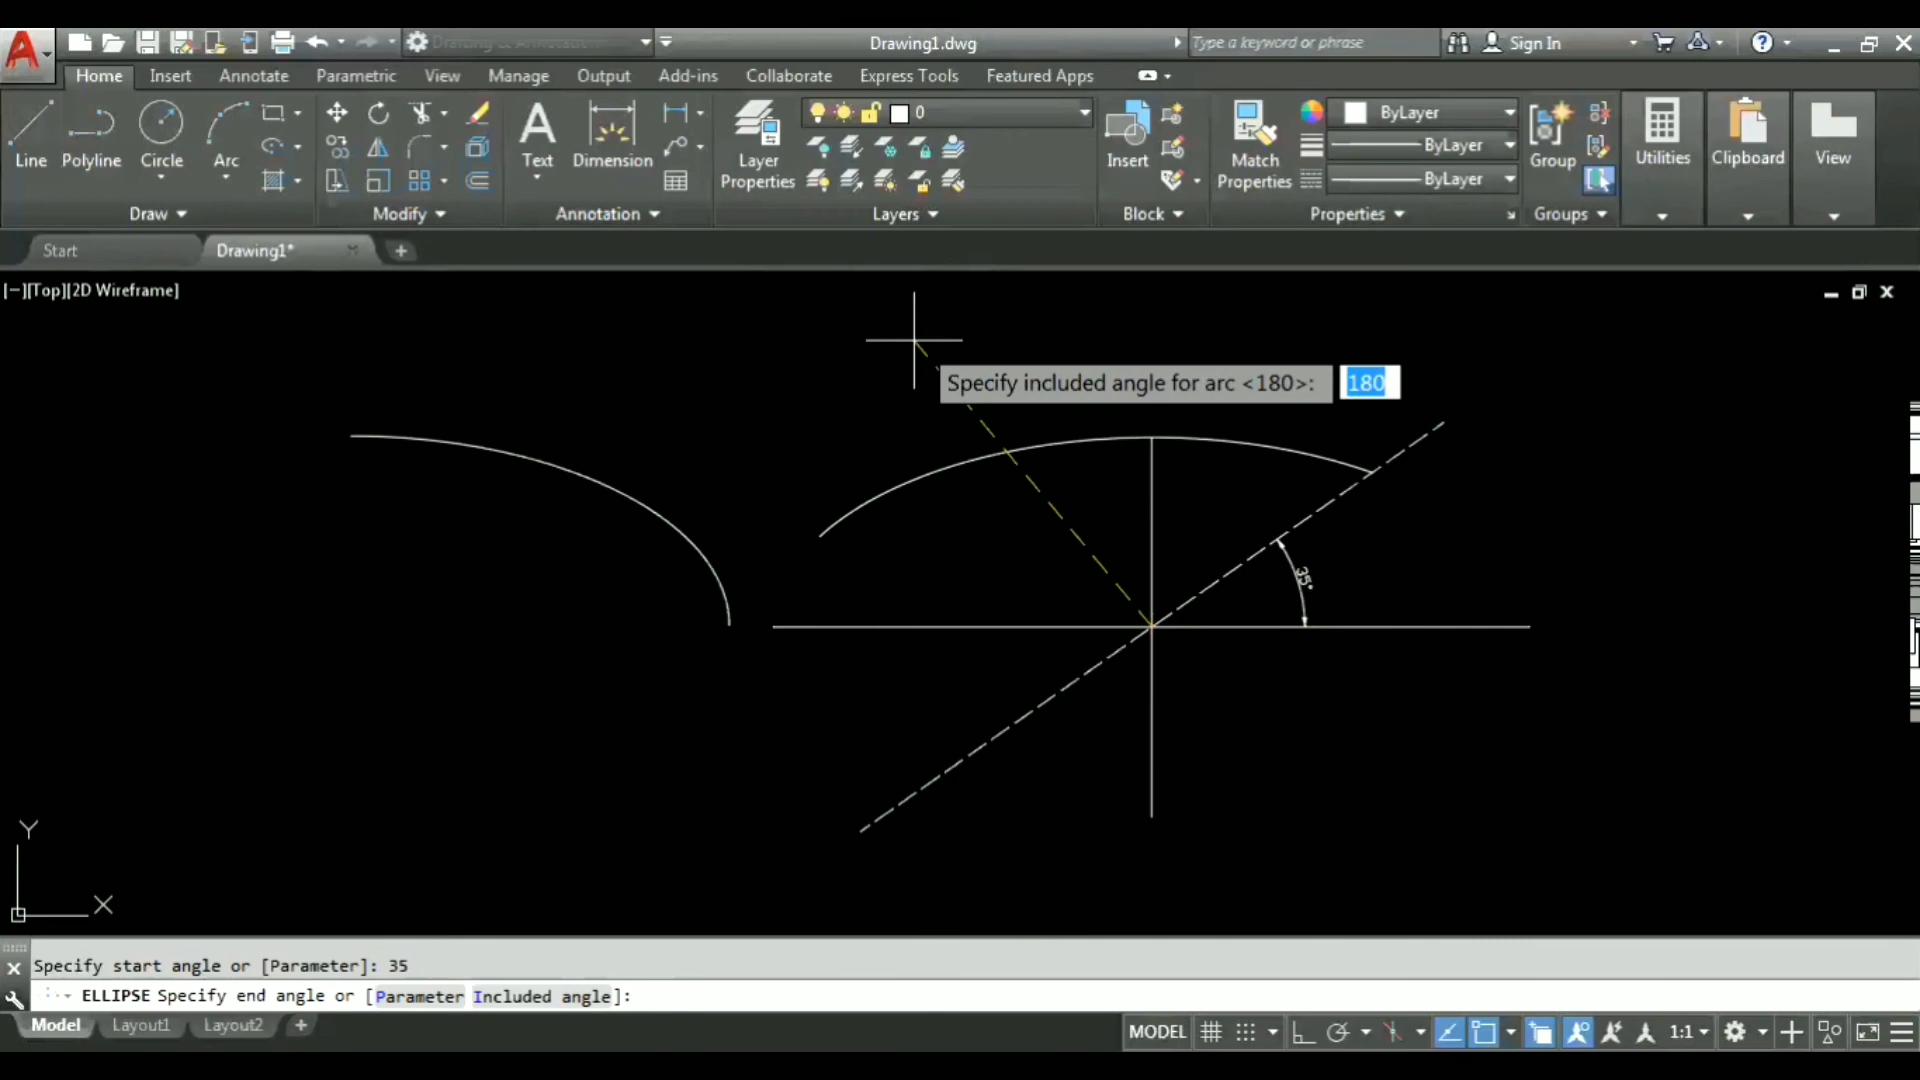 Drafting & Annotation
Drawing1.dwg
Type a keyword or phrase
Sign In
Home Insert Annotate Parametric View Manage Output Add-ins Collaborate Express Tools Featured Apps
0 ByLayer
ByLayer
ByLayer
Line Polyline Circle Arc Text Dimension Layer Properties Insert Match Properties Group Utilities Clipboard View
Draw Modify Annotation Layers Block Properties Groups
Start Drawing1* +
[−][Top][2D Wireframe]
Specify included angle for arc <180>: 180
35°
Y
X
Specify start angle or [Parameter]: 35
ELLIPSE Specify end angle or [Parameter Included angle]:
Model Layout1 Layout2 +
MODEL 1:1